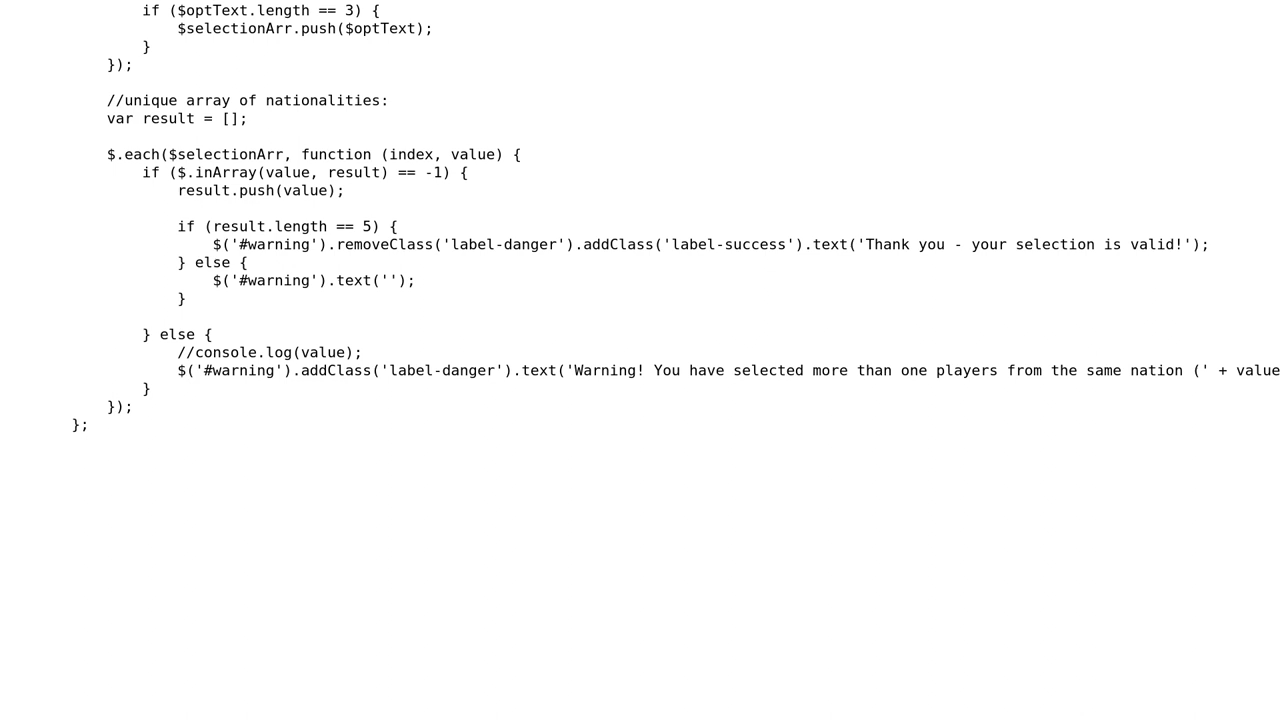 if ($optText.length == 3) {
$selectionArr.push($optText);
}
});
//unique array of nationalities:
var result = [];
$.each($selectionArr, function (index, value) {
if ($.inArray(value, result) == -1) {
result.push(value);
if (result.length == 5) {
$('#warning').removeClass('label-danger').addClass('label-success').text('Thank you - your selection is valid!');
} else {
$('#warning').text('');
}
} else {
//console.log(value);
$('#warning').addClass('label-danger').text('Warning! You have selected more than one players from the same nation (' + value
}
});
};